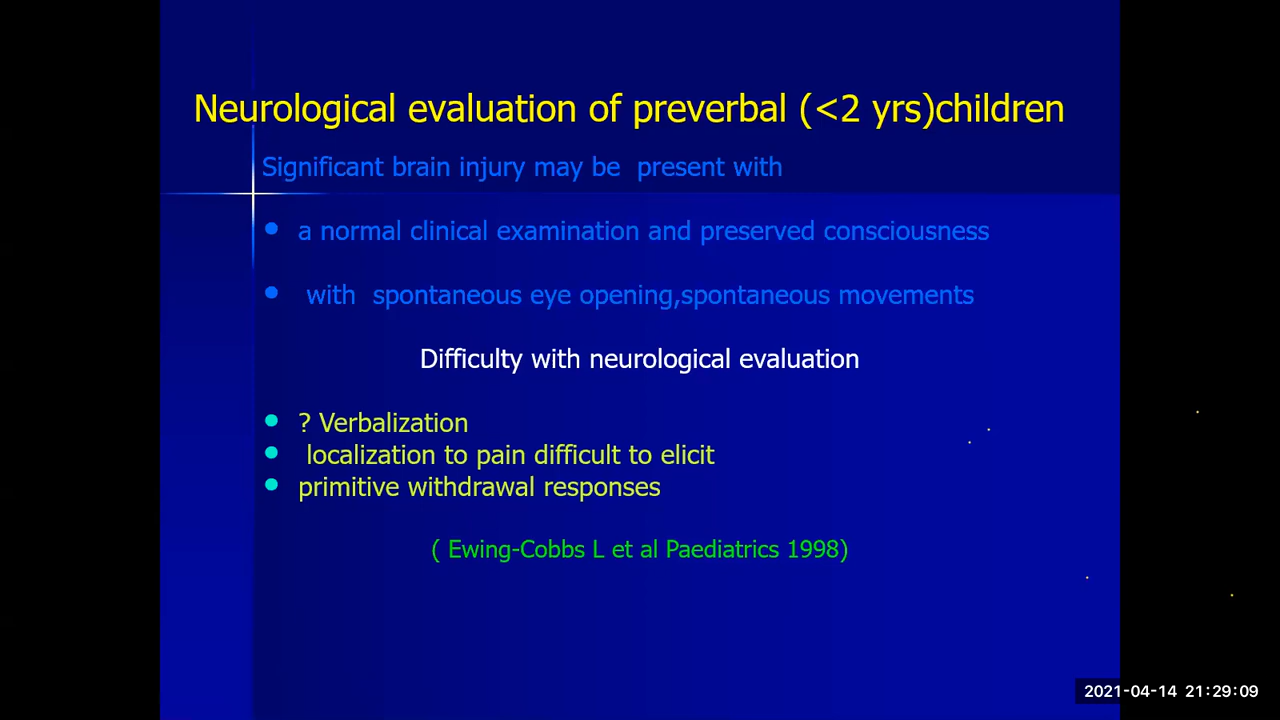 Neurological evaluation of preverbal (<2 yrs)children
Significant brain injury may be present with
a normal clinical examination and preserved consciousness
with spontaneous eye opening,spontaneous movements
Difficulty with neurological evaluation
? Verbalization
localization to pain difficult to elicit
primitive withdrawal responses
( Ewing-Cobbs L et al Paediatrics 1998)
2021-04-14 21:29:09